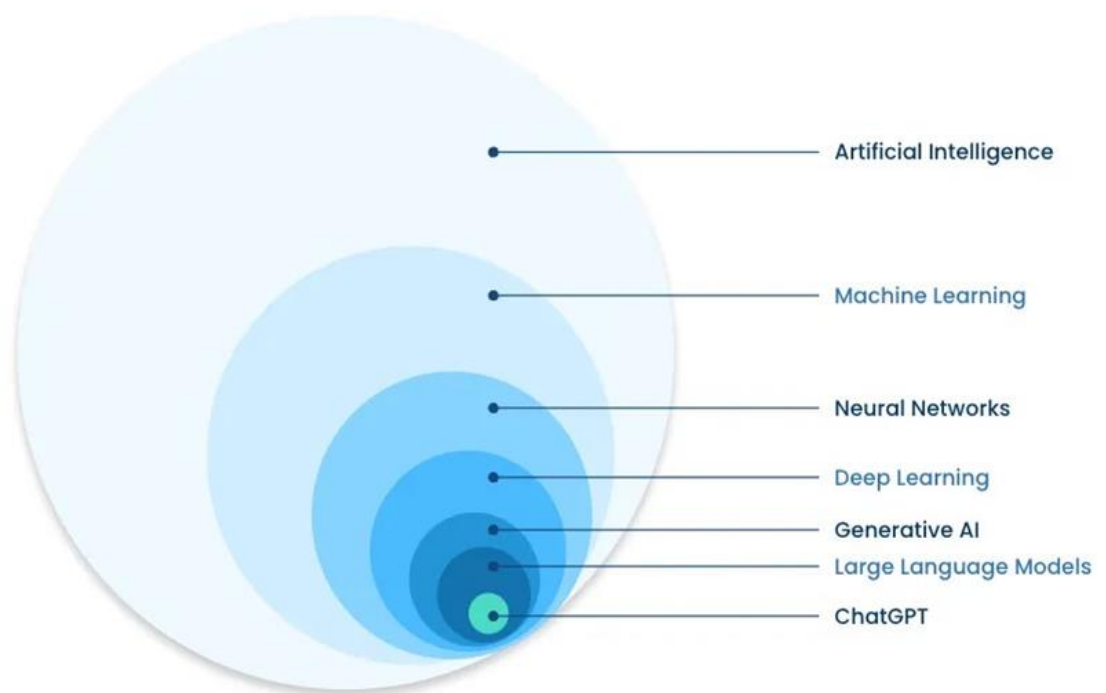 Artificial Intelligence
Machine Learning
Neural Networks
Deep Learning
Generative AI
Large Language Models
ChatGPT